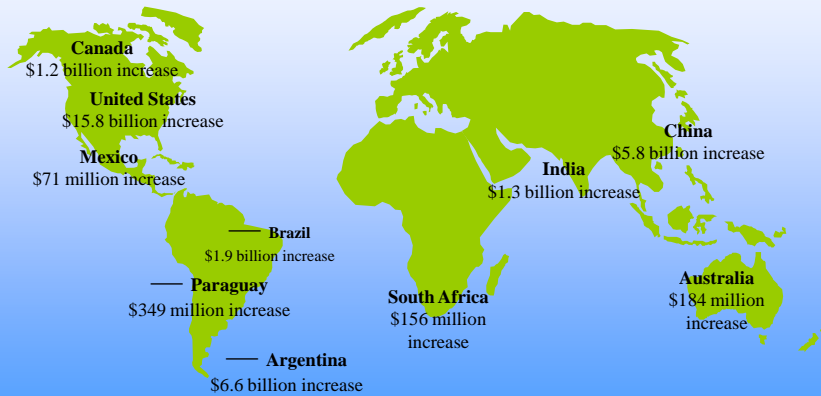 Canada
$1.2 billion increase
United States
$15.8 billion increase
Mexico
$71 million increase
Brazil
$1.9 billion increase
Paraguay
$349 million increase
Argentina
$6.6 billion increase
South Africa
$156 million
increase
India
$1.3 billion increase
China
$5.8 billion increase
Australia
$184 million
increase